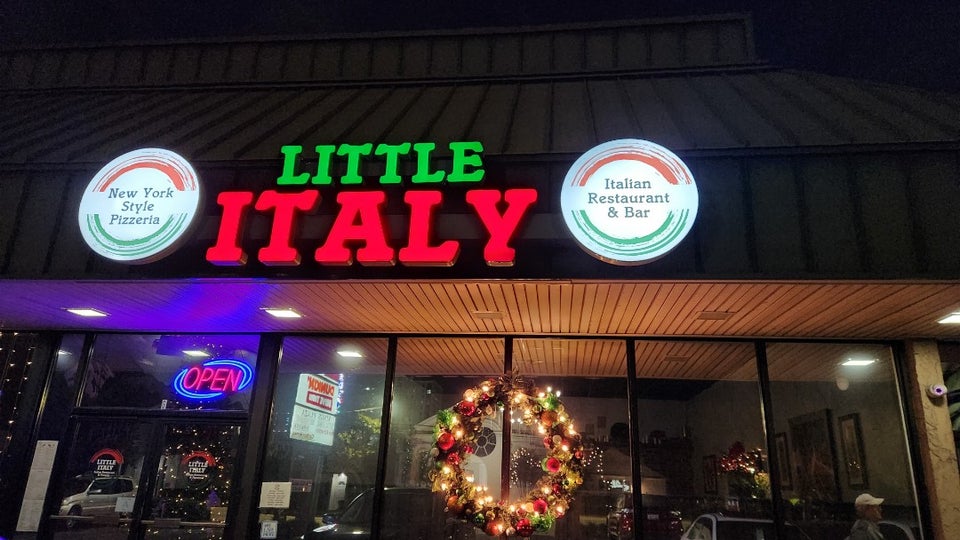 LITTLE
ITALY
New York
Style
Pizzeria
Italian
Restaurant
& Bar
OPEN
LITTLE
ITALY
LITTLE
ITALY